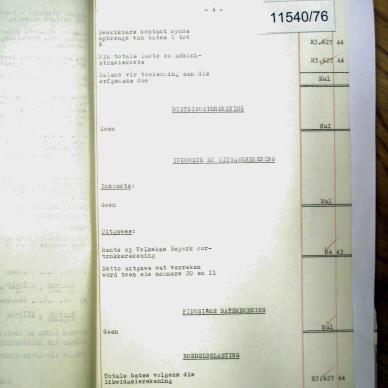 - 4 -
11540/76
Beskikbare kontant synde
opbrengs van bates 1 tot
6 R3,627 44
Min totale laste en admini-
strasiekoste R3,627 44
Balans vir toekenning aan die
erfgename dus Nul
DISTRIBUSIEREKENING
Geen Nul
INKOMSTE EN UITGAWEREKENING
Inkomste:
Geen Nul
Uitgawes:
Rente op Volkskas Beperk oor-
trokkerekening R4 45
Netto uitgawe wat verreken
word teen eis nommers 20 en 21
FIDUSIÊRE BATEREKENING
Geen Nul
BOEDELBELASTING
Totale bates volgens die
likwidasierekening R3,627 44